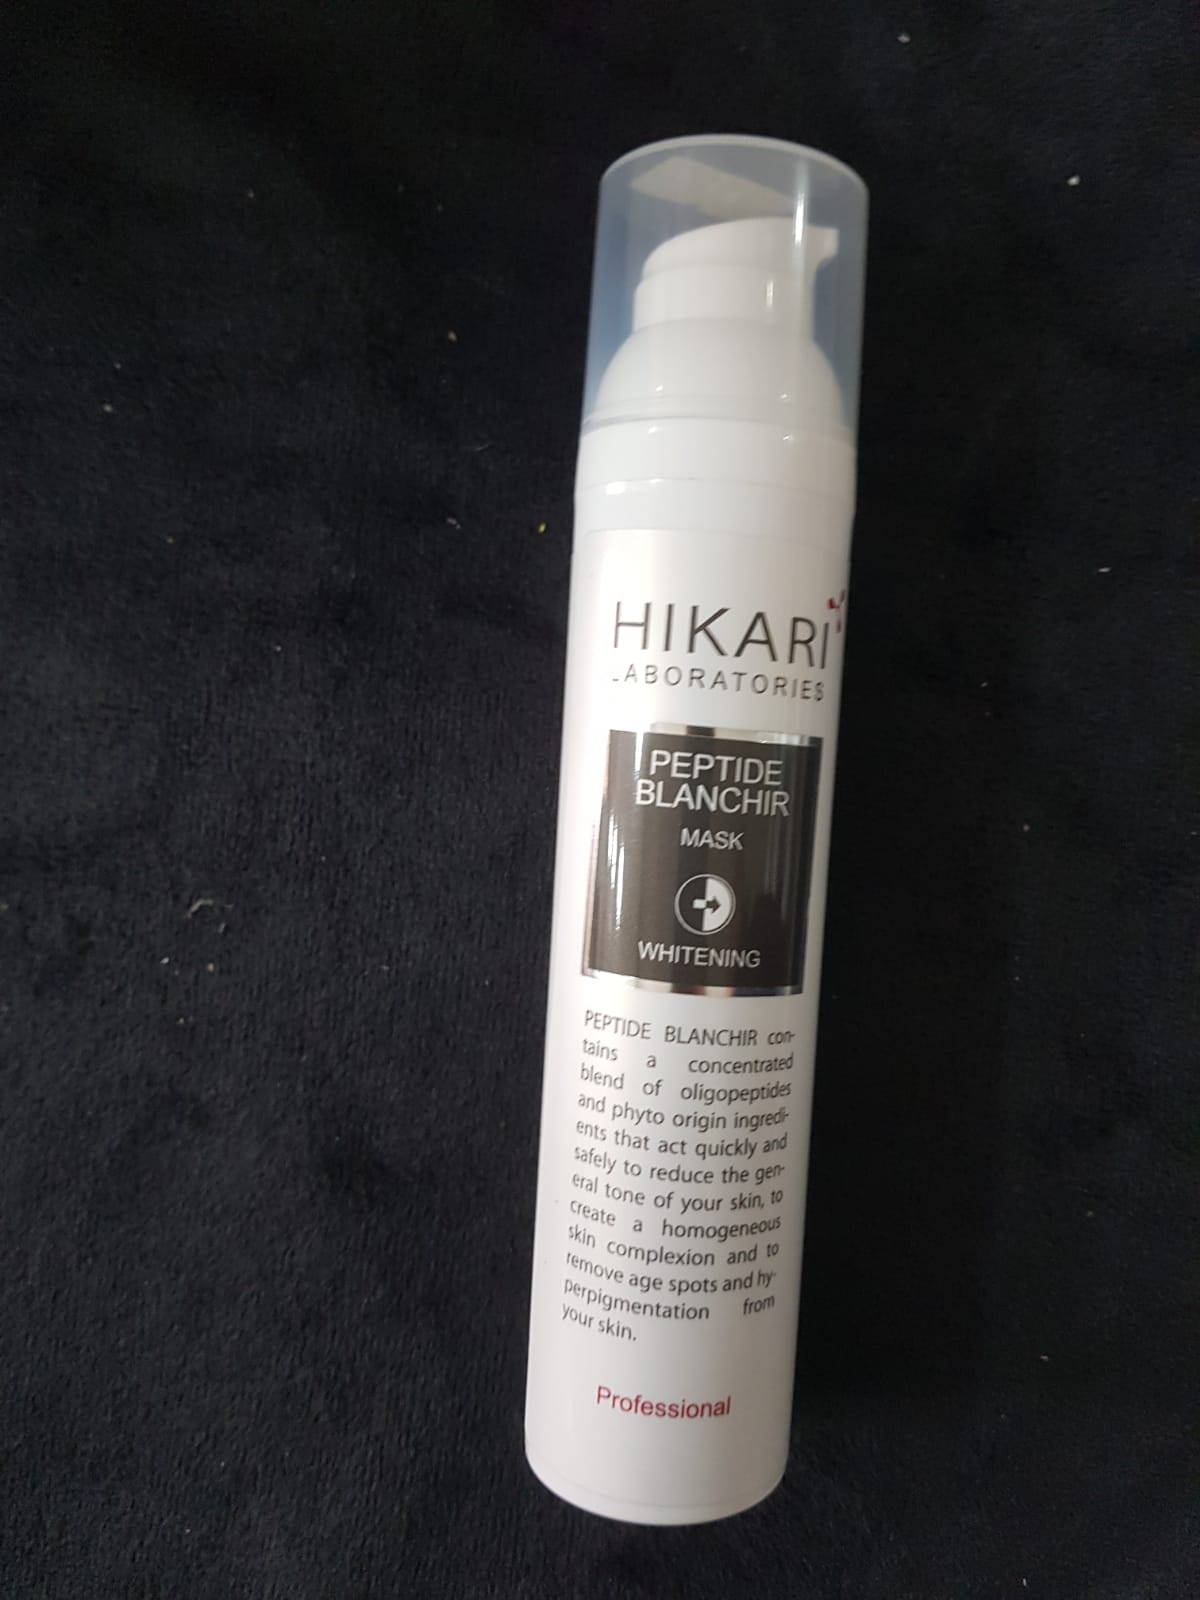 HIKARI
LABORATORIES
PEPTIDE
BLANCHIR
MASK
WHITENING
PEPTIDE BLANCHIR con-
tains a concentrated
blend of oligopeptides
and phyto origin ingredi-
ents that act quickly and
safely to reduce the gen-
eral tone of your skin, to
create a homogeneous
skin complexion and to
remove age spots and hy-
perpigmentation from
your skin.
Professional